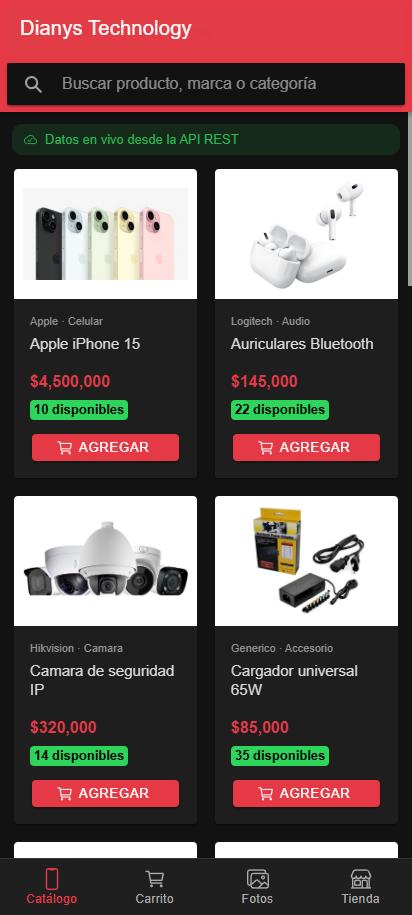 Dianys Technology
Buscar producto, marca o categoría
Datos en vivo desde la API REST
Apple · Celular
Apple iPhone 15
$4,500,000
10 disponibles
AGREGAR
Logitech · Audio
Auriculares Bluetooth
$145,000
22 disponibles
AGREGAR
Hikvision · Camara
Camara de seguridad
IP
$320,000
14 disponibles
AGREGAR
Generico · Accesorio
Cargador universal
65W
$85,000
35 disponibles
AGREGAR
Catálogo
Carrito
Fotos
Tienda